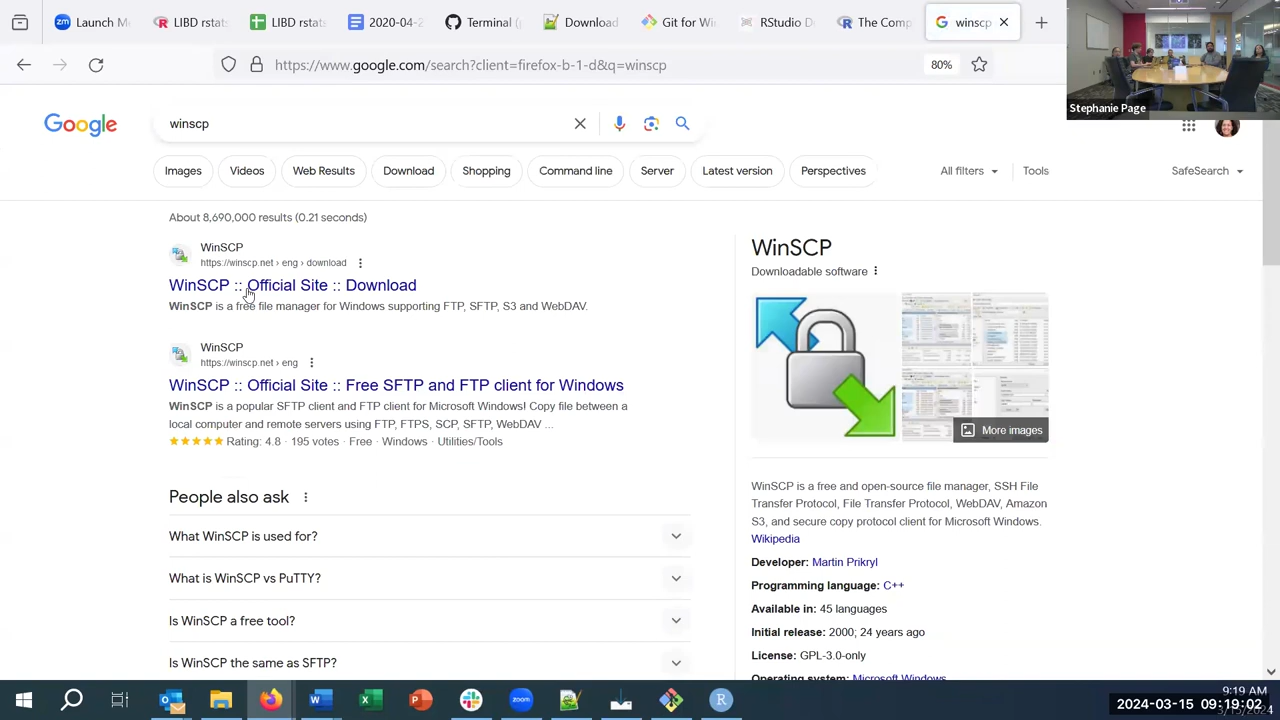 Launch M
LIBD rstat
LIBD rstats
2020-04-2
Terminal (
Download
Git for Wi
RStudio D
The Comp
winscp
https://www.google.com
rch?client=firefox-b-1-d&q=winscp
80%
Stephanie Page
Google
winscp
Images
Videos
Web Results
Download
Shopping
Command line
Server
Latest version
Perspectives
All filters
Tools
SafeSearch
About 8,690,000 results (0.21 seconds)
WinSCP
https://winscp.net › eng › download
WinSCP :: Official Site :: Download
WinSCP is a free file manager for Windows supporting FTP, SFTP, S3 and WebDAV.
WinSCP
WinSCP :: Official Site :: Free SFTP and FTP client for Windows
WinSCP is a popular SFTP client and FTP client for Microsoft Windows! Copy file between a
local computer and remote servers using FTP, FTPS, SCP, SFTP, WebDAV ...
Rating: 4.8 · 183 votes · Free · Windows · Utilities/Tools
People also ask
What WinSCP is used for?
What is WinSCP vs PuTTY?
Is WinSCP a free tool?
Is WinSCP the same as SFTP?
WinSCP
Downloadable software
More images
WinSCP is a free and open-source file manager, SSH File
Transfer Protocol, File Transfer Protocol, WebDAV, Amazon
S3, and secure copy protocol client for Microsoft Windows.
Wikipedia
Developer: Martin Prikryl
Programming language: C++
Available in: 45 languages
Initial release: 2000; 24 years ago
License: GPL-3.0-only
Operating system: Microsoft Windows
9:19 AM
2024-03-15 09:19:02